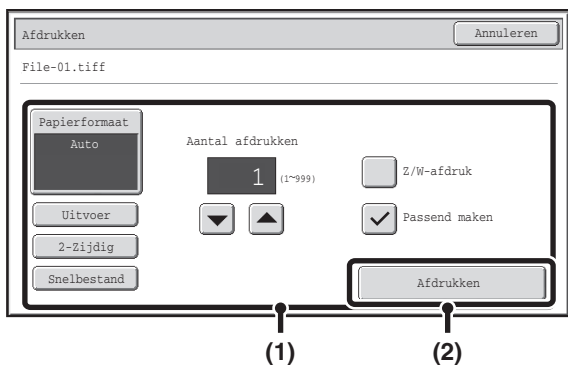 Afdrukken
Annuleren
File-01.tiff
Papierformaat
Auto
Aantal afdrukken
1 (1~999)
Z/W-afdruk
Passend maken
Uitvoer
2-Zijdig
Snelbestand
Afdrukken
(1)
(2)